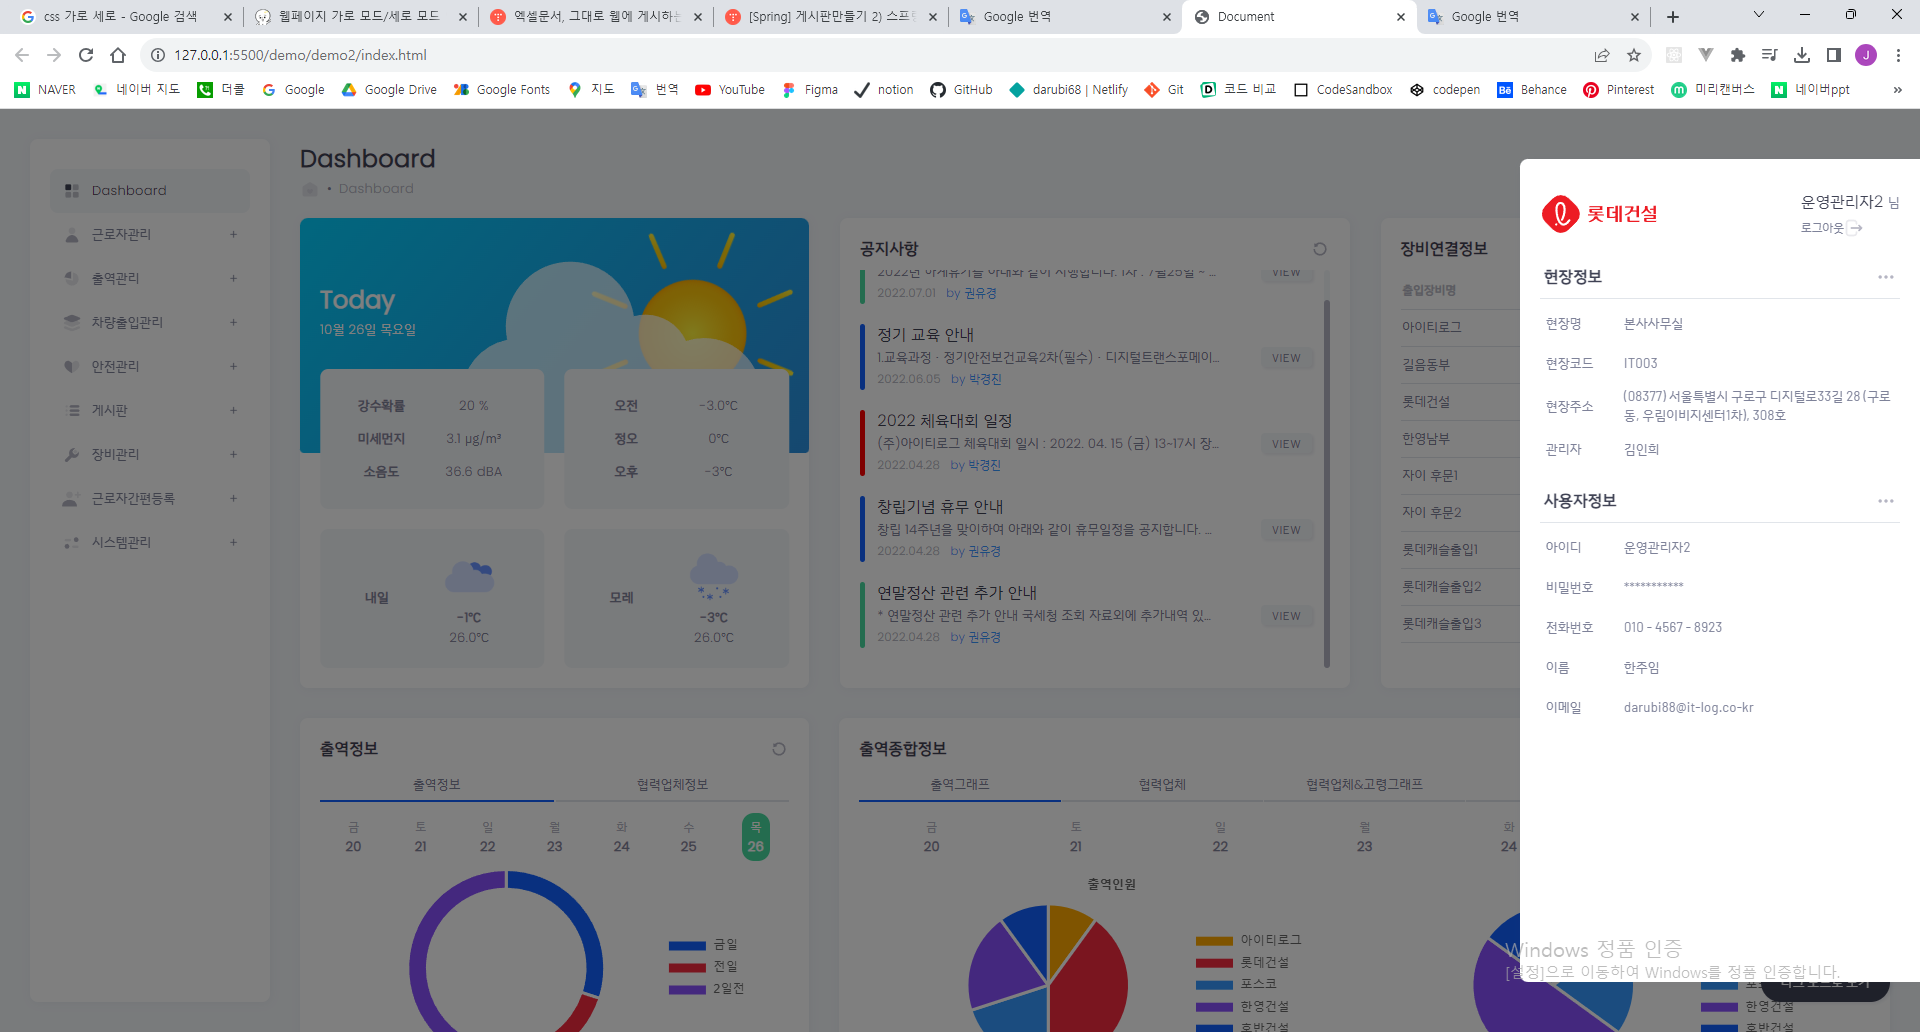 css 가로 세로 - Google 검색
웹페이지 가로 모드/세로 모드
엑셀문서, 그대로 웹에 게시하는
[Spring] 게시판만들기 2) 스프링
Google 번역
Document
Google 번역
127.0.0.1:5500/demo/demo2/index.html
J
NAVER
네이버 지도
더콜
Google
Google Drive
Google Fonts
지도
번역
YouTube
Figma
notion
GitHub
darubi68 | Netlify
Git
코드 비교
CodeSandbox
codepen
Behance
Pinterest
미리캔버스
네이버ppt
Dashboard
근로자관리 +
출역관리 +
차량출입관리 +
안전관리 +
게시판 +
장비관리 +
근로자간편등록 +
시스템관리 +
Dashboard
• Dashboard
Today
10월 26일 목요일
강수확률 20 %
미세먼지 3.1 µg/m³
소음도 36.6 dBA
오전 -3.0℃
정오 0℃
오후 -3℃
내일
-1℃
26.0℃
모레
-3℃
26.0℃
공지사항
2022년 하계휴가를 아래와 같이 시행합니다. 1차 : 7월25일 ~ ...
VIEW
2022.07.01 by 권유경
정기 교육 안내
1.교육과정 - 정기안전보건교육2차(필수) - 디지털트랜스포메이...
VIEW
2022.06.05 by 박경진
2022 체육대회 일정
(주)아이티로그 체육대회 일시 : 2022. 04. 15 (금) 13~17시 장...
VIEW
2022.04.28 by 박경진
창립기념 휴무 안내
창립 14주년을 맞이하여 아래와 같이 휴무일정을 공지합니다. ...
VIEW
2022.04.28 by 권유경
연말정산 관련 추가 안내
* 연말정산 관련 추가 안내 국세청 조회 자료외에 추가내역 있...
VIEW
2022.04.28 by 권유경
장비연결정보
출입장비명
아이티로그
길음동부
롯데건설
한영남부
자이 후문1
자이 후문2
롯데캐슬출입1
롯데캐슬출입2
롯데캐슬출입3
출역정보
출역정보
협력업체정보
금 토 일 월 화 수 목
20 21 22 23 24 25 26
금일
전일
2일전
출역종합정보
출역그래프
협력업체
협력업체&고령그래프
금 토 일 월 화
20 21 22 23 24
출역인원
아이티로그
롯데건설
포스코
한영건설
호반건설
한영건설
호반건설
롯데건설
운영관리자2 님
로그아웃
현장정보
현장명 본사사무실
현장코드 IT003
현장주소 (08377) 서울특별시 구로구 디지털로33길 28 (구로
동, 우림이비지센터1차), 308호
관리자 김인희
사용자정보
아이디 운영관리자2
비밀번호 ***********
전화번호 010 - 4567 - 8923
이름 한주임
이메일 darubi88@it-log.co-kr
Windows 정품 인증
[설정]으로 이동하여 Windows를 정품 인증합니다.